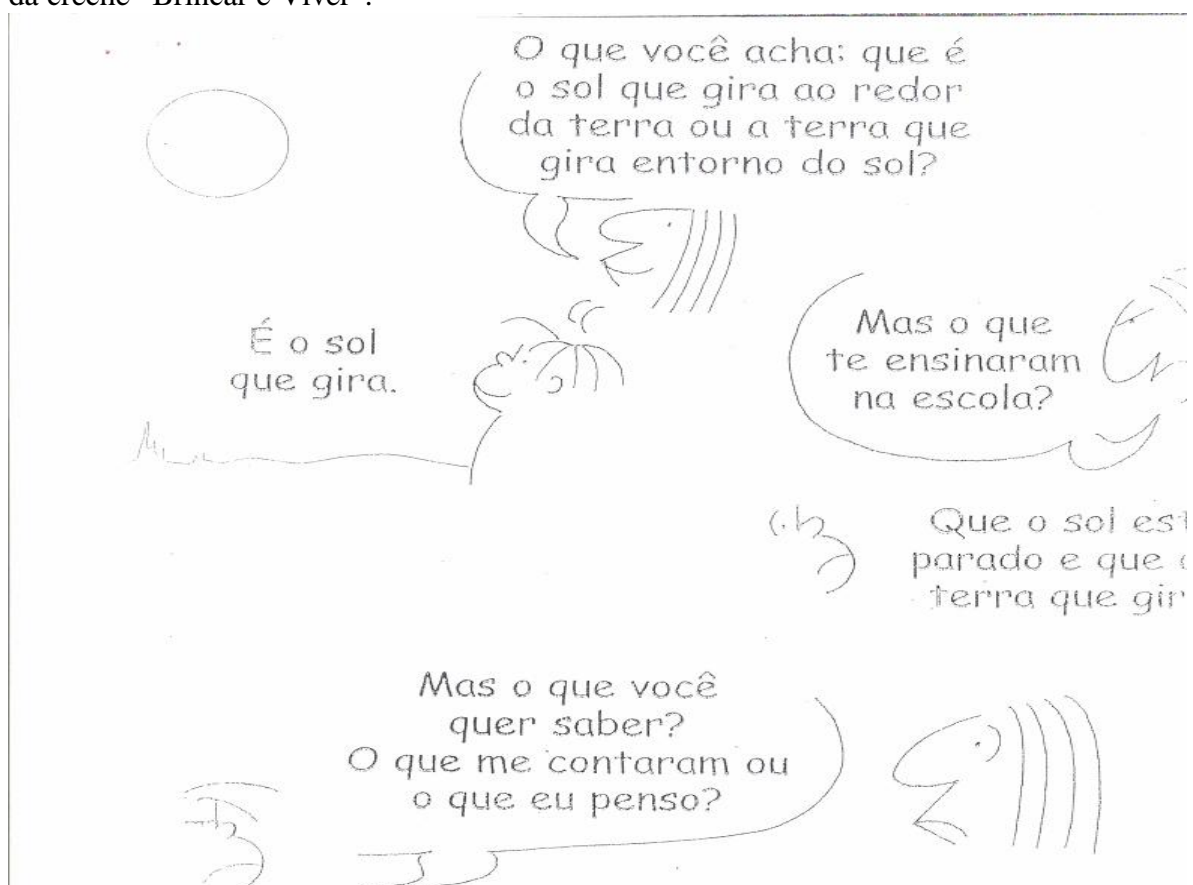 da creche "Brincar e Viver".
O que você acha: que é
o sol que gira ao redor
da terra ou a terra que
gira entorno do sol?
É o sol
que gira.
Mas o que
te ensinaram
na escola?
Que o sol
parado e que
terra que
Mas o que você
quer saber?
O que me contaram ou
o que eu penso?